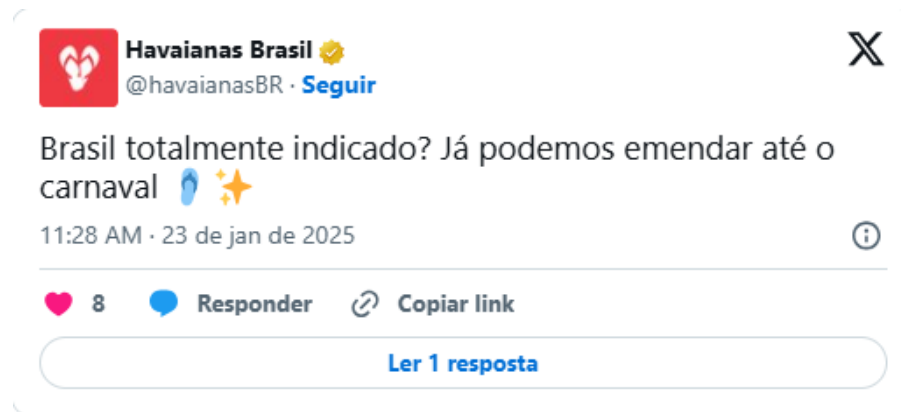 Havaianas Brasil
@havaianasBR · Seguir
Brasil totalmente indicado? Já podemos emendar até o
carnaval 🩴 ✨
11:28 AM · 23 de jan de 2025
8 Responder Copiar link
Ler 1 resposta